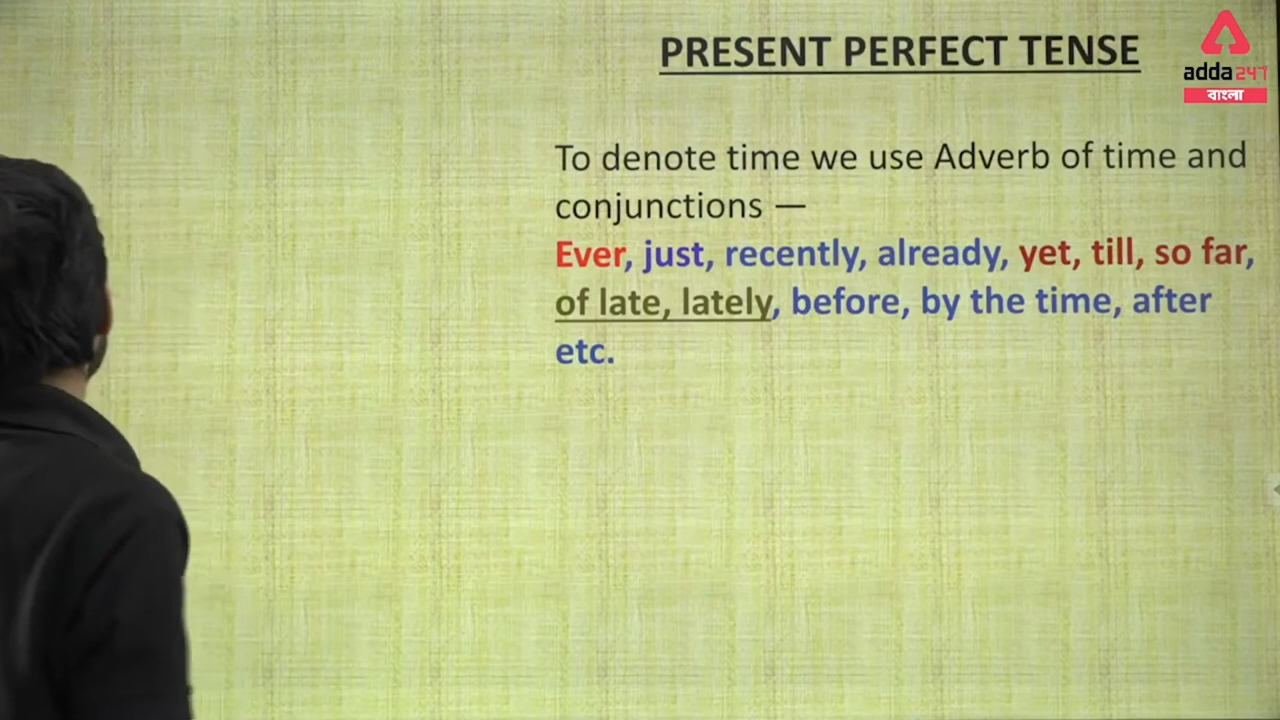 PRESENT PERFECT TENSE
adda247
বাংলা
To denote time we use Adverb of time and
conjunctions —
Ever, just, recently, already, yet, till, so far,
of late, lately, before, by the time, after
etc.